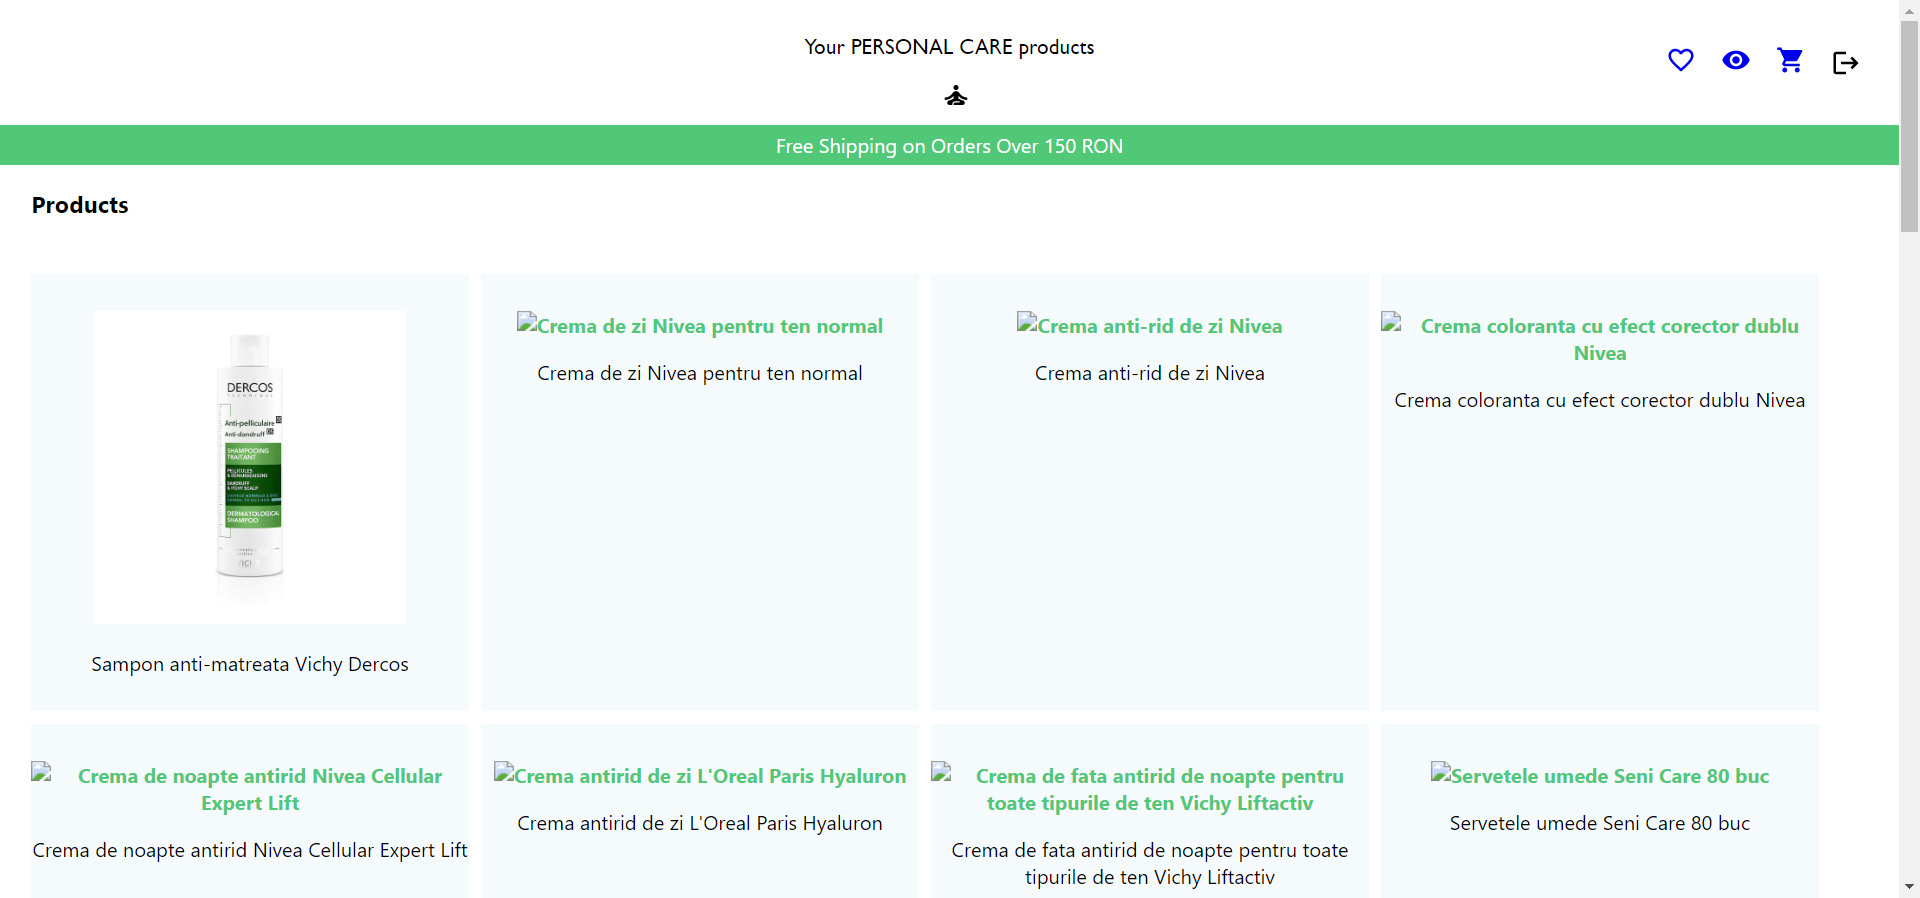 Your PERSONAL CARE products
Free Shipping on Orders Over 150 RON
Products
DERCOS
TECHNIQUE
Anti-pelliculaire
Anti-dandruff
SHAMPOOING
TRAITANT
PELLICULES
& DÉMANGEAISONS
DANDRUFF
& ITCHY SCALP
DERMATOLOGICAL
SHAMPOO
VICHY
Sampon anti-matreata Vichy Dercos
Crema de zi Nivea pentru ten normal
Crema de zi Nivea pentru ten normal
Crema anti-rid de zi Nivea
Crema anti-rid de zi Nivea
Crema coloranta cu efect corector dublu
Nivea
Crema coloranta cu efect corector dublu Nivea
Crema de noapte antirid Nivea Cellular
Expert Lift
Crema de noapte antirid Nivea Cellular Expert Lift
Crema antirid de zi L'Oreal Paris Hyaluron
Crema antirid de zi L'Oreal Paris Hyaluron
Crema de fata antirid de noapte pentru
toate tipurile de ten Vichy Liftactiv
Crema de fata antirid de noapte pentru toate
tipurile de ten Vichy Liftactiv
Servetele umede Seni Care 80 buc
Servetele umede Seni Care 80 buc